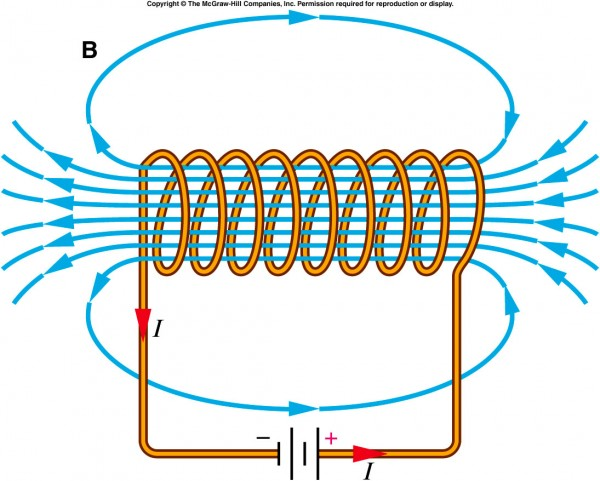 Copyright © The McGraw-Hill Companies, Inc. Permission required for reproduction or display.
B
I
− +
I